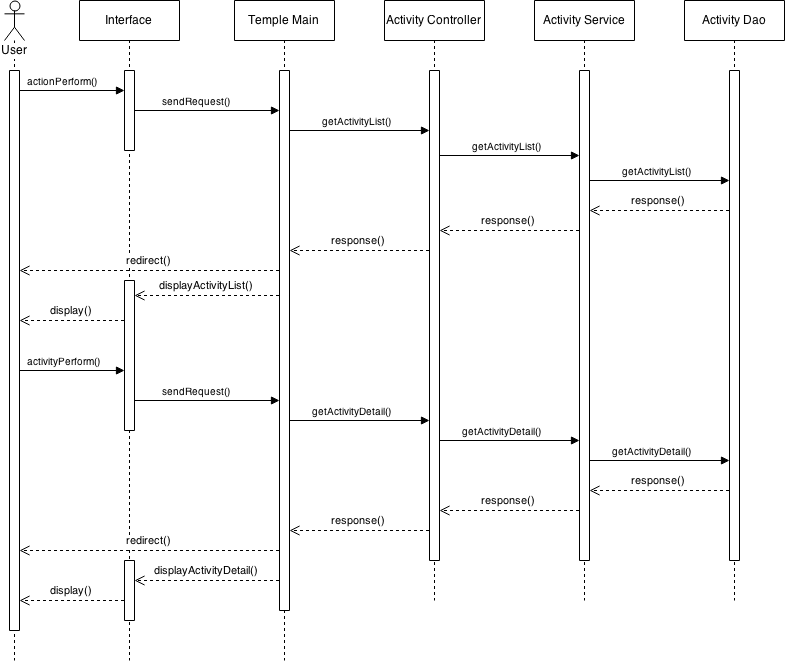 Interface
Temple Main
Activity Controller
Activity Service
Activity Dao
User
actionPerform()
sendRequest()
getActivityList()
getActivityList()
getActivityList()
response()
response()
response()
redirect()
displayActivityList()
display()
activityPerform()
sendRequest()
getActivityDetail()
getActivityDetail()
getActivityDetail()
response()
response()
response()
redirect()
displayActivityDetail()
display()